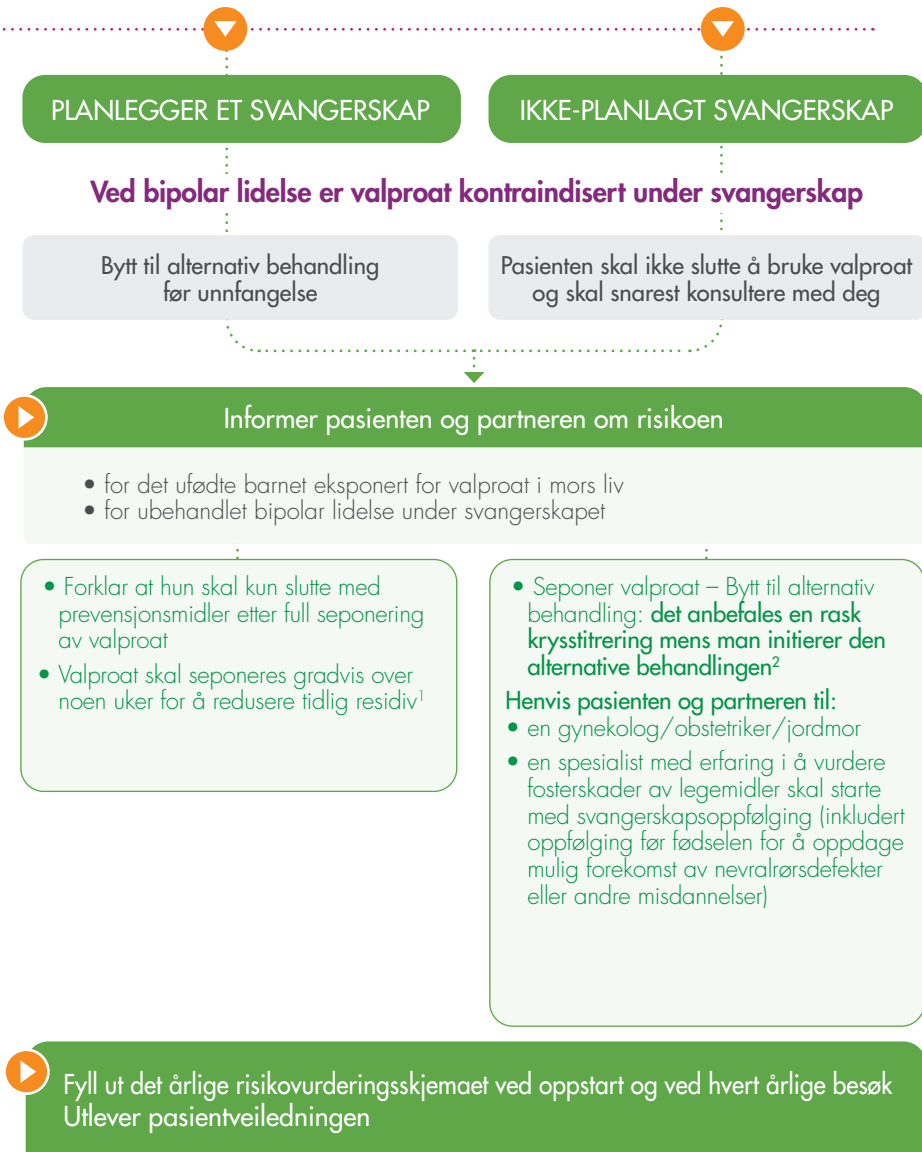 PLANLEGGER ET SVANGERSKAP
IKKE-PLANLAGT SVANGERSKAP
Ved bipolar lidelse er valproat kontraindisert under svangerskap
Bytt til alternativ behandling
før unnfangelse
Pasienten skal ikke slutte å bruke valproat
og skal snarest konsultere med deg
Informer pasienten og partneren om risikoen
• for det ufødte barnet eksponert for valproat i mors liv
• for ubehandlet bipolar lidelse under svangerskapet
• Forklar at hun skal kun slutte med
prevensjonsmidler etter full seponering
av valproat
• Valproat skal seponeres gradvis over
noen uker for å redusere tidlig residiv¹
• Seponer valproat – Bytt til alternativ
behandling: det anbefales en rask
krysstitrering mens man initierer den
alternative behandlingen²
Henvis pasienten og partneren til:
• en gynekolog/obstetriker/jordmor
• en spesialist med erfaring i å vurdere
fosterskader av legemidler skal starte
med svangerskapsoppfølging (inkludert
oppfølging før fødselen for å oppdage
mulig forekomst av nevralrørsdefekter
eller andre misdannelser)
Fyll ut det årlige risikovurderingsskjemaet ved oppstart og ved hvert årlige besøk
Utlever pasientveiledningen